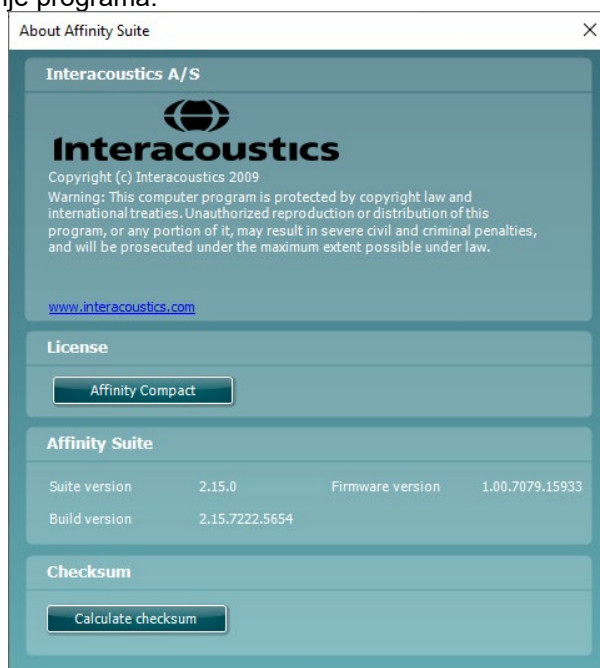 nje programa.
About Affinity Suite
Interacoustics A/S
Interacoustics
Copyright (c) Interacoustics 2009
Warning: This computer program is protected by copyright law and
international treaties. Unauthorized reproduction or distribution of this
program, or any portion of it, may result in severe civil and criminal penalties,
and will be prosecuted under the maximum extent possible under law.
www.interacoustics.com
License
Affinity Compact
Affinity Suite
Suite version 2.15.0 Firmware version 1.00.7079.15933
Build version 2.15.7222.5654
Checksum
Calculate checksum